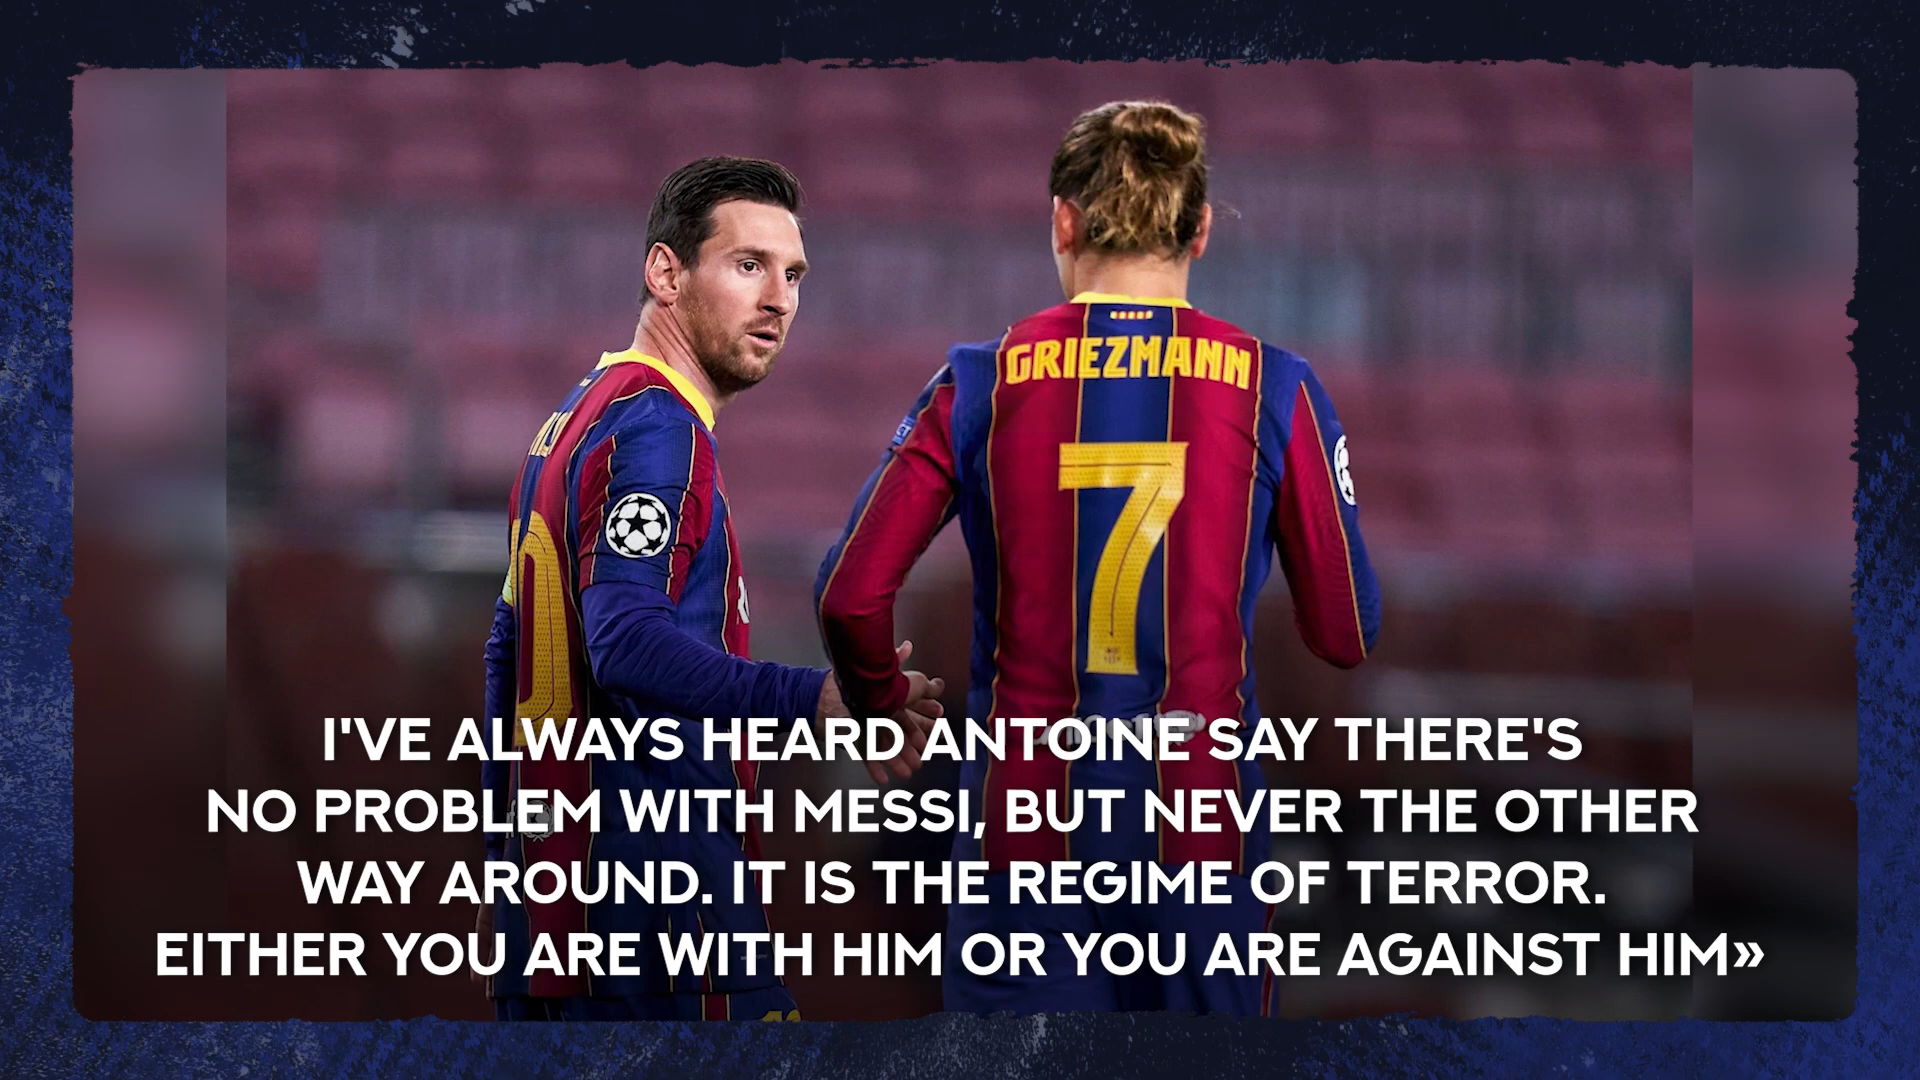 GRIEZMANN
7
I'VE ALWAYS HEARD ANTOINE SAY THERE'S
NO PROBLEM WITH MESSI, BUT NEVER THE OTHER
WAY AROUND. IT IS THE REGIME OF TERROR.
EITHER YOU ARE WITH HIM OR YOU ARE AGAINST HIM»